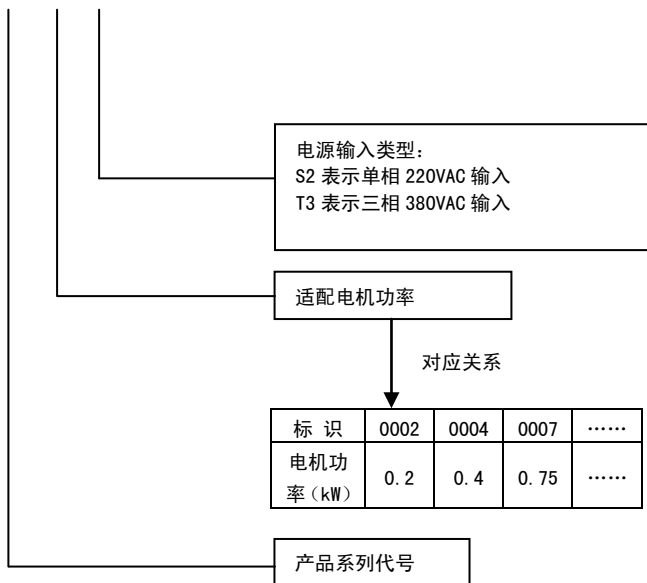 电源输入类型：
S2 表示单相 220VAC 输入
T3 表示三相 380VAC 输入
适配电机功率
对应关系
标 识 0002 0004 0007 ……
电机功
率（kW） 0.2 0.4 0.75 ……
产品系列代号